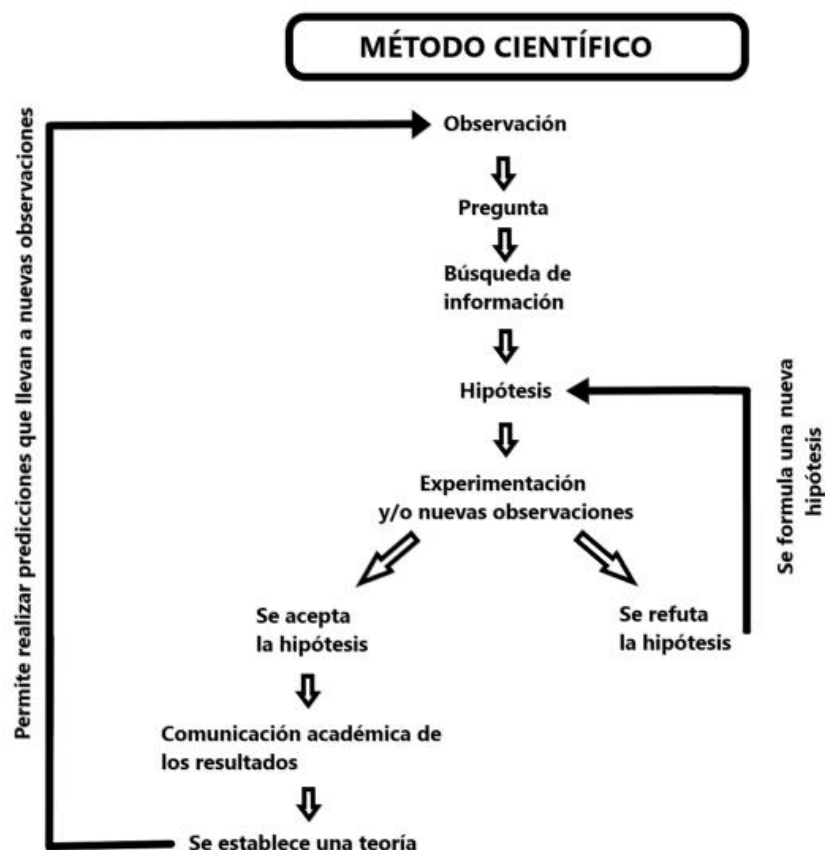 MÉTODO CIENTÍFICO
Observación
Pregunta
Búsqueda de
información
Hipótesis
Experimentación
y/o nuevas observaciones
Se acepta
la hipótesis
Se refuta
la hipótesis
Se formula una nueva
hipótesis
Comunicación académica de
los resultados
Se establece una teoría
Permite realizar predicciones que llevan a nuevas observaciones